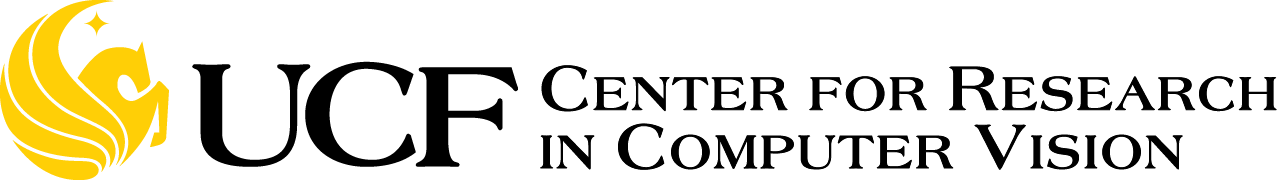 UCF
CENTER FOR RESEARCH
IN COMPUTER VISION